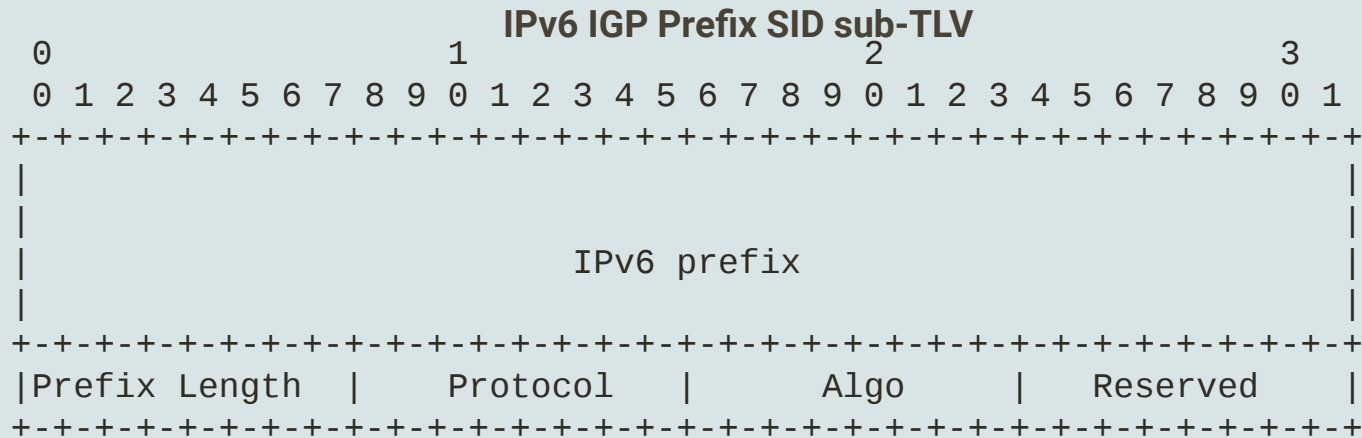 IPv6 IGP Prefix SID sub-TLV
 0                   1                   2                   3
 0 1 2 3 4 5 6 7 8 9 0 1 2 3 4 5 6 7 8 9 0 1 2 3 4 5 6 7 8 9 0 1
+-+-+-+-+-+-+-+-+-+-+-+-+-+-+-+-+-+-+-+-+-+-+-+-+-+-+-+-+-+-+-+-+
|                                                               |
|                                                               |
|                          IPv6 prefix                          |
|                                                               |
+-+-+-+-+-+-+-+-+-+-+-+-+-+-+-+-+-+-+-+-+-+-+-+-+-+-+-+-+-+-+-+-+
|Prefix Length  |    Protocol   |      Algo     |   Reserved    |
+-+-+-+-+-+-+-+-+-+-+-+-+-+-+-+-+-+-+-+-+-+-+-+-+-+-+-+-+-+-+-+-+